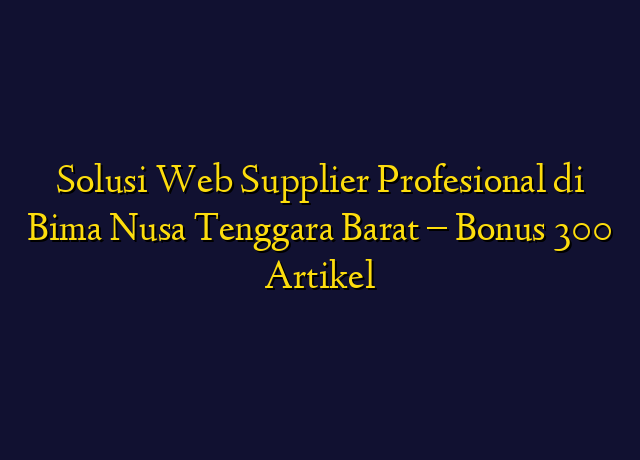 Solusi Web Supplier Profesional di
Bima Nusa Tenggara Barat – Bonus 300
Artikel